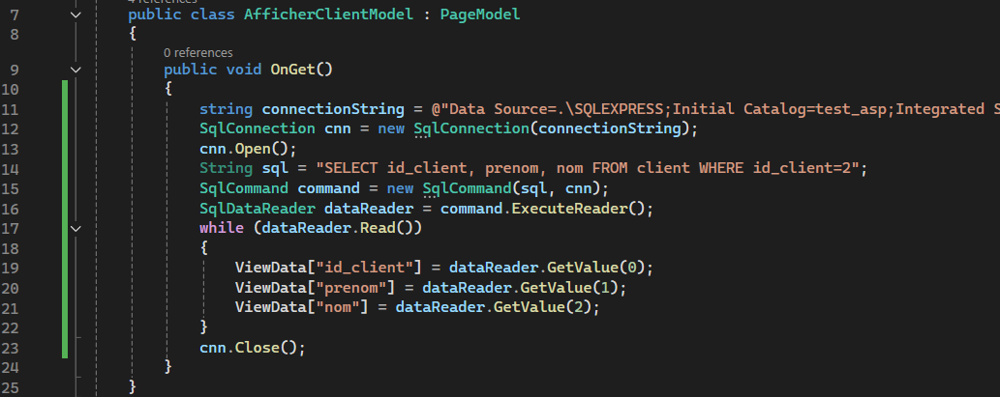 4 references
7 public class AfficherClientModel : PageModel
8 {
0 references
9 public void OnGet()
10 {
11 string connectionString = @"Data Source=.\SQLEXPRESS;Initial Catalog=test_asp;Integrated S
12 SqlConnection cnn = new SqlConnection(connectionString);
13 cnn.Open();
14 String sql = "SELECT id_client, prenom, nom FROM client WHERE id_client=2";
15 SqlCommand command = new SqlCommand(sql, cnn);
16 SqlDataReader dataReader = command.ExecuteReader();
17 while (dataReader.Read())
18 {
19 ViewData["id_client"] = dataReader.GetValue(0);
20 ViewData["prenom"] = dataReader.GetValue(1);
21 ViewData["nom"] = dataReader.GetValue(2);
22 }
23 cnn.Close();
24 }
25 }